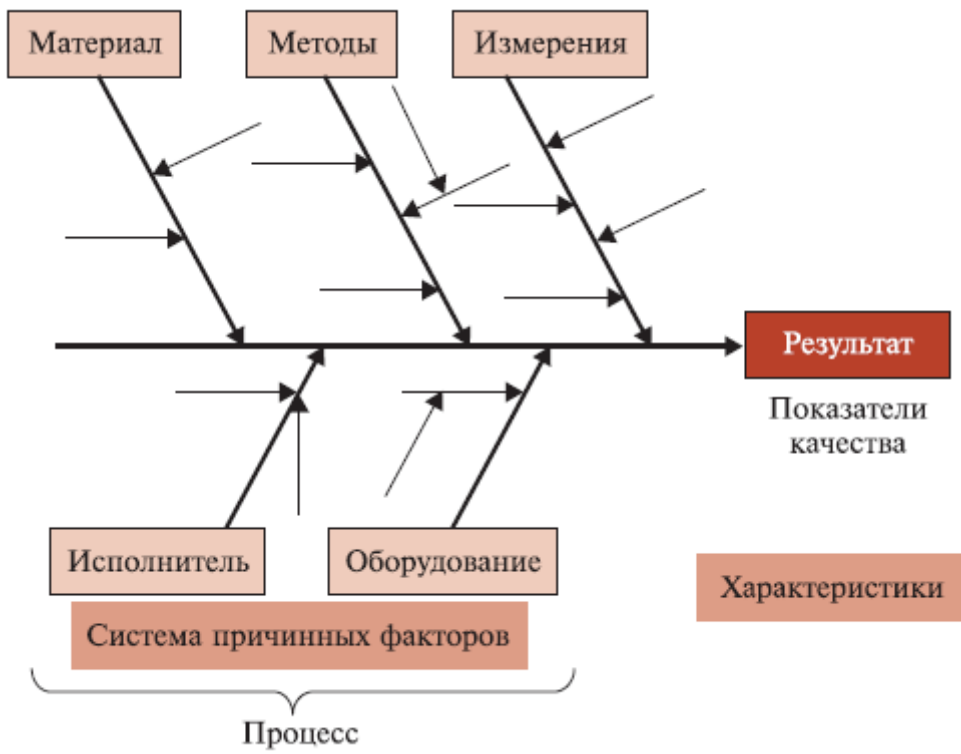 Материал
Методы
Измерения
Результат
Показатели
качества
Исполнитель
Оборудование
Характеристики
Система причинных факторов
Процесс